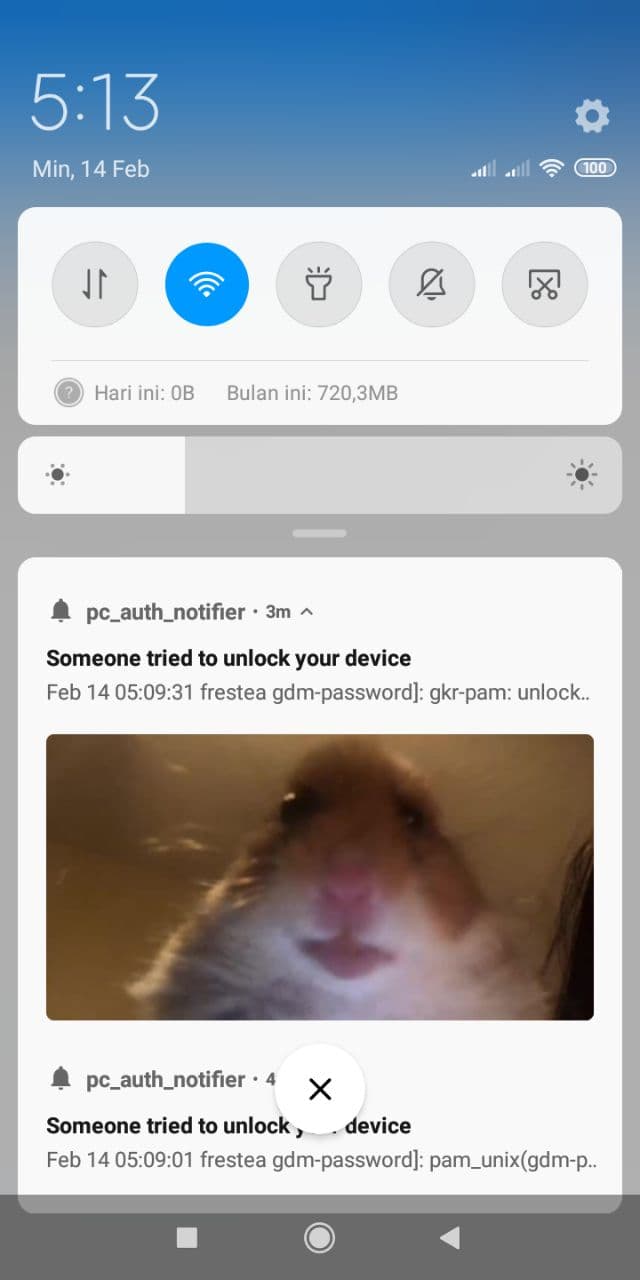 5:13
Min, 14 Feb
100
Hari ini: 0B Bulan ini: 720,3MB
pc_auth_notifier · 3m
Someone tried to unlock your device
Feb 14 05:09:31 frestea gdm-password]: gkr-pam: unlock..
pc_auth_notifier · 4
Someone tried to unlock device
Feb 14 05:09:01 frestea gdm-password]: pam_unix(gdm-p..